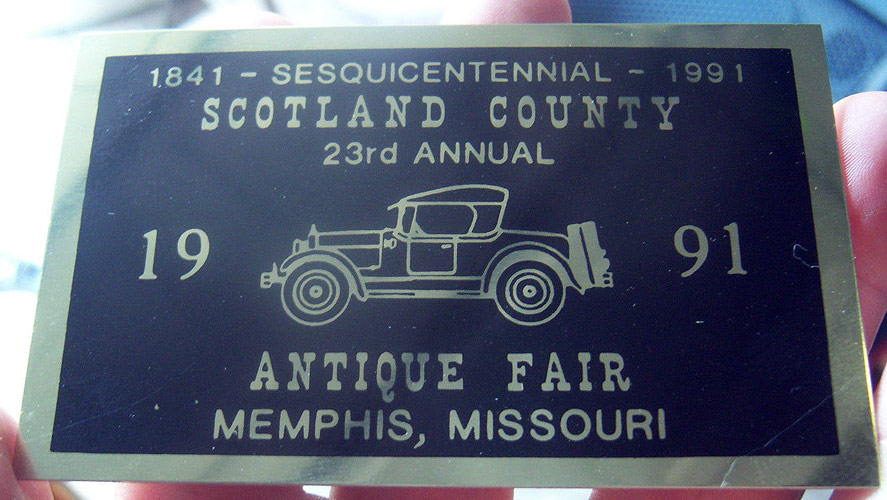 1841 - SESQUICENTENNIAL - 1991
SCOTLAND COUNTY
23rd ANNUAL
19 91
ANTIQUE FAIR
MEMPHIS, MISSOURI